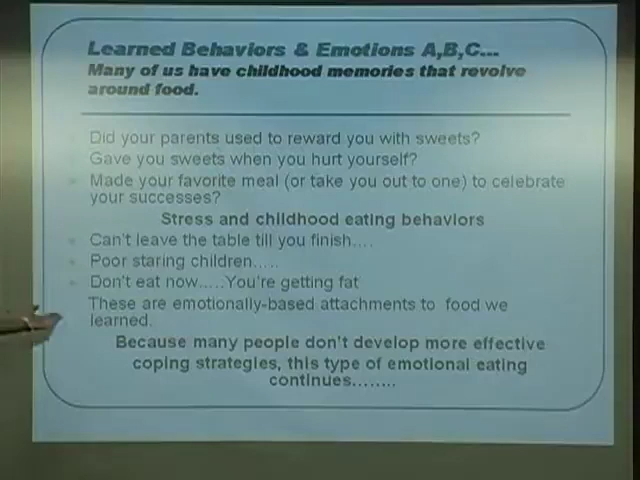 Learned Behaviors & Emotions A,B,C...
Many of us have childhood memories that revolve
around food.
Did your parents used to reward you with sweets?
Gave you sweets when you hurt yourself?
Made your favorite meal (or take you out to one) to celebrate
your successes?
Stress and childhood eating behaviors
Can't leave the table till you finish....
Poor staring children.....
Don't eat now.....You're getting fat
These are emotionally-based attachments to food we
learned.
Because many people don't develop more effective
coping strategies, this type of emotional eating
continues........